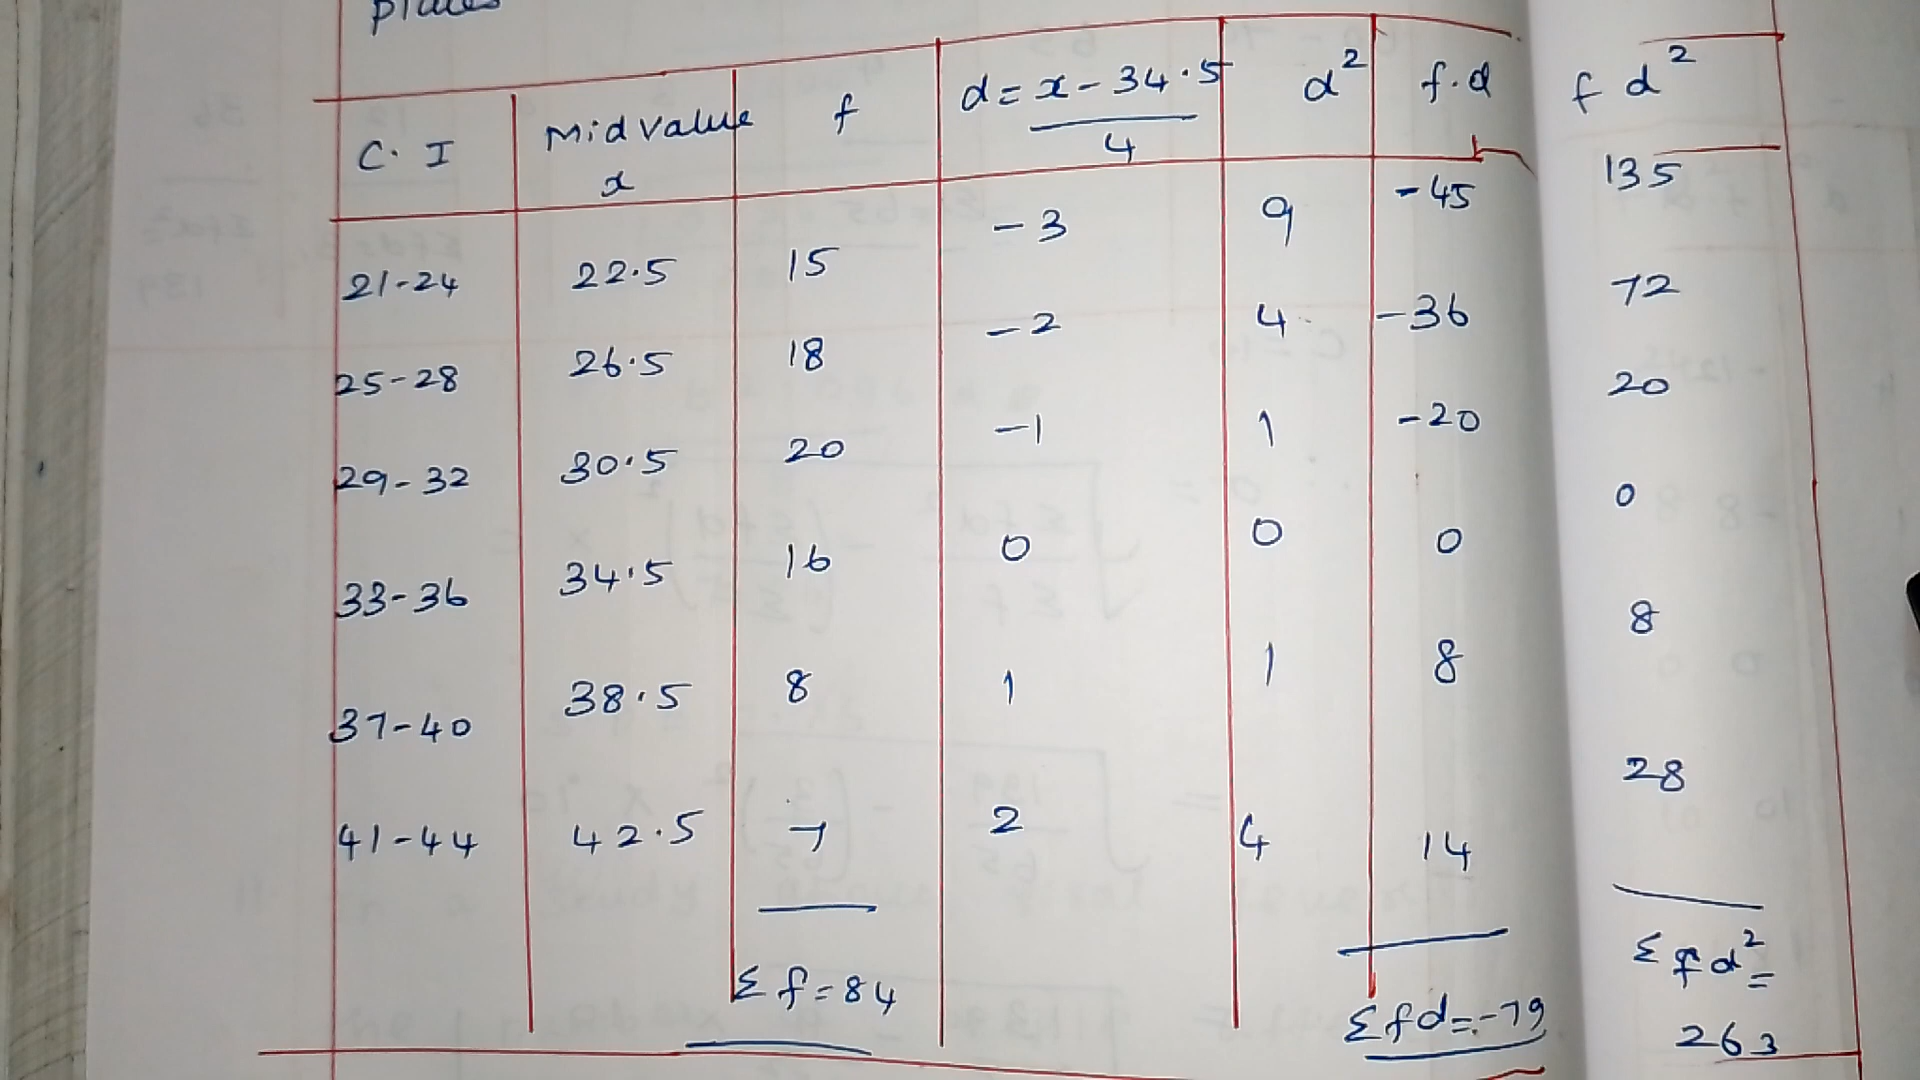 C. I Mid value x f d = x - 34.5 / 4 d² f.d f d²
21-24 22.5 15 -3 9 -45 135
25-28 26.5 18 -2 4 -36 72
29-32 30.5 20 -1 1 -20 20
33-36 34.5 16 0 0 0 0
37-40 38.5 8 1 1 8 8
41-44 42.5 7 2 4 14 28
Σf=84 Σfd=-79 Σfd²=
263